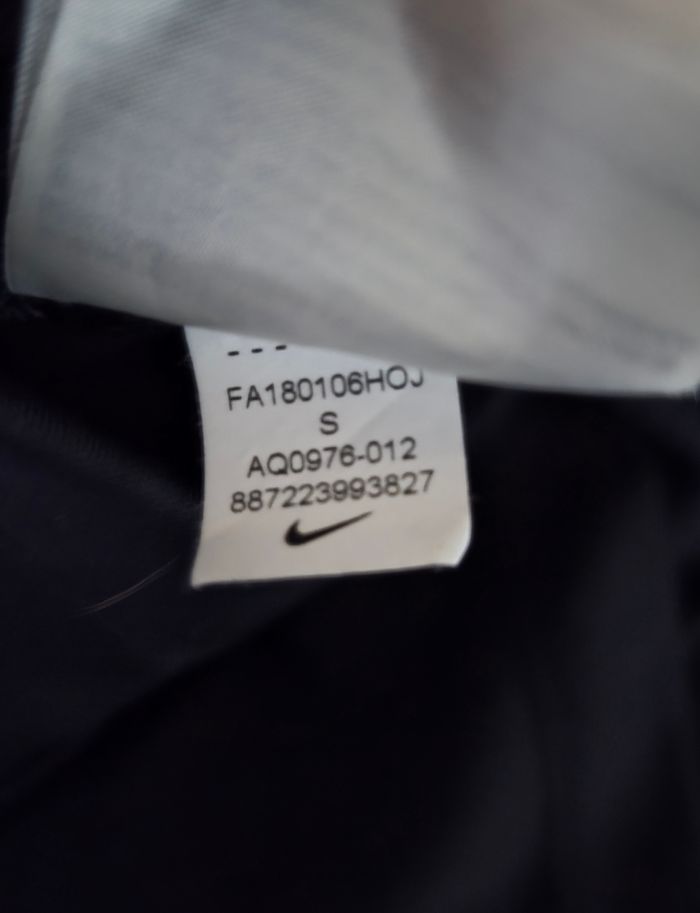 - - -
FA180106HOJ
S
AQ0976-012
887223993827